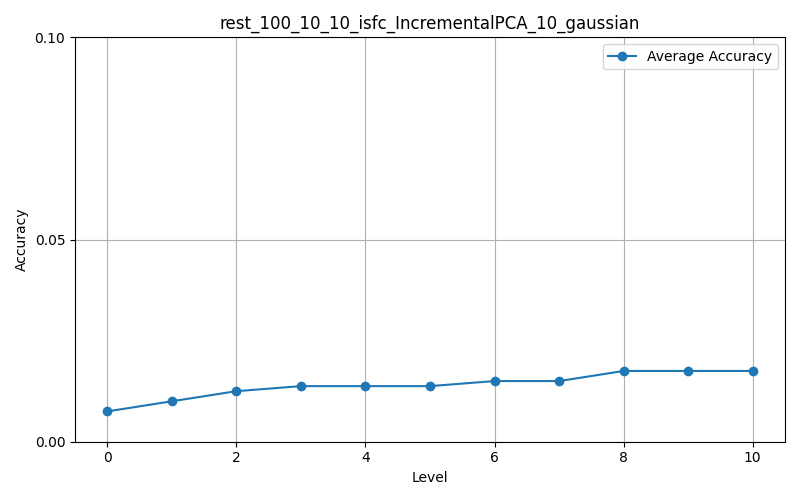 rest_100_10_10_isfc_IncrementalPCA_10_gaussian
Average Accuracy
0.10
0.05
0.00
Accuracy
0 2 4 6 8 10
Level